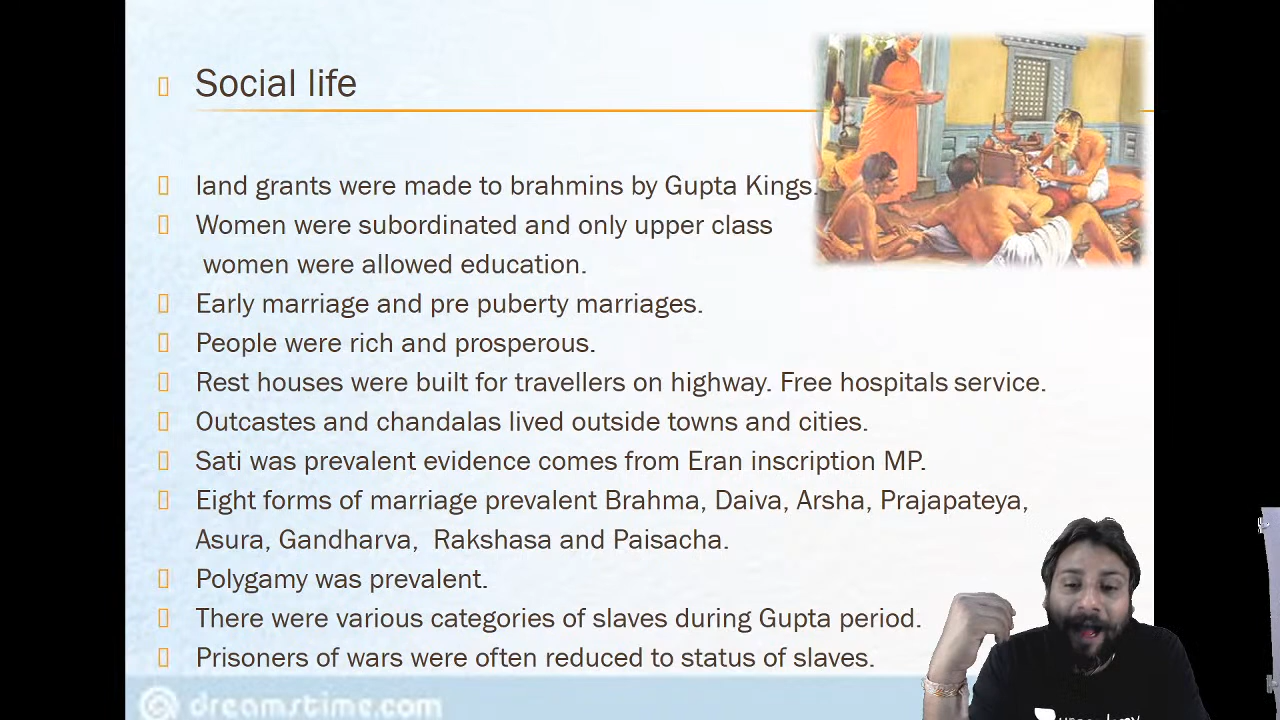 Social life
land grants were made to brahmins by Gupta Kings.
Women were subordinated and only upper class
women were allowed education.
Early marriage and pre puberty marriages.
People were rich and prosperous.
Rest houses were built for travellers on highway. Free hospitals service.
Outcastes and chandalas lived outside towns and cities.
Sati was prevalent evidence comes from Eran inscription MP.
Eight forms of marriage prevalent Brahma, Daiva, Arsha, Prajapateya,
Asura, Gandharva, Rakshasa and Paisacha.
Polygamy was prevalent.
There were various categories of slaves during Gupta period.
Prisoners of wars were often reduced to status of slaves.
dreamstime.com